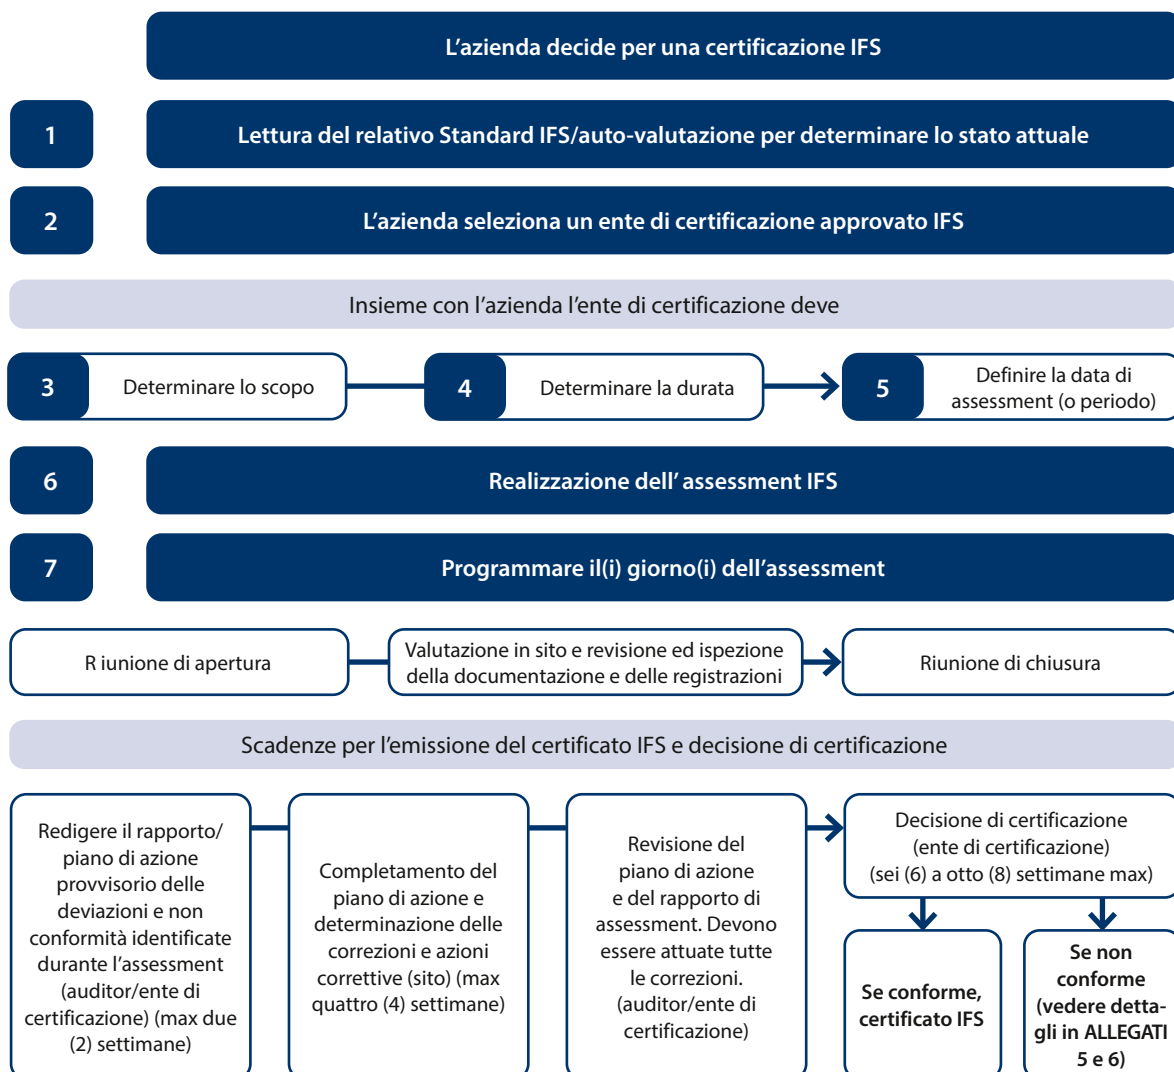 L'azienda decide per una certificazione IFS
1
Lettura del relativo Standard IFS/auto-valutazione per determinare lo stato attuale
2
L'azienda seleziona un ente di certificazione approvato IFS
Insieme con l'azienda l'ente di certificazione deve
3
Determinare lo scopo
4
Determinare la durata
5
Definire la data di
assessment (o periodo)
6
Realizzazione dell' assessment IFS
7
Programmare il(i) giorno(i) dell'assessment
R iunione di apertura
Valutazione in sito e revisione ed ispezione
della documentazione e delle registrazioni
Riunione di chiusura
Scadenze per l'emissione del certificato IFS e decisione di certificazione
Redigere il rapporto/
piano di azione
provvisorio delle
deviazioni e non
conformità identificate
durante l'assessment
(auditor/ente di
certificazione) (max due
(2) settimane)
Completamento del
piano di azione e
determinazione delle
correzioni e azioni
correttive (sito) (max
quattro (4) settimane)
Revisione del
piano di azione
e del rapporto di
assessment. Devono
essere attuate tutte
le correzioni.
(auditor/ente di
certificazione)
Decisione di certificazione
(ente di certificazione)
(sei (6) a otto (8) settimane max)
Se conforme,
certificato IFS
Se non
conforme
(vedere detta-
gli in ALLEGATI
5 e 6)